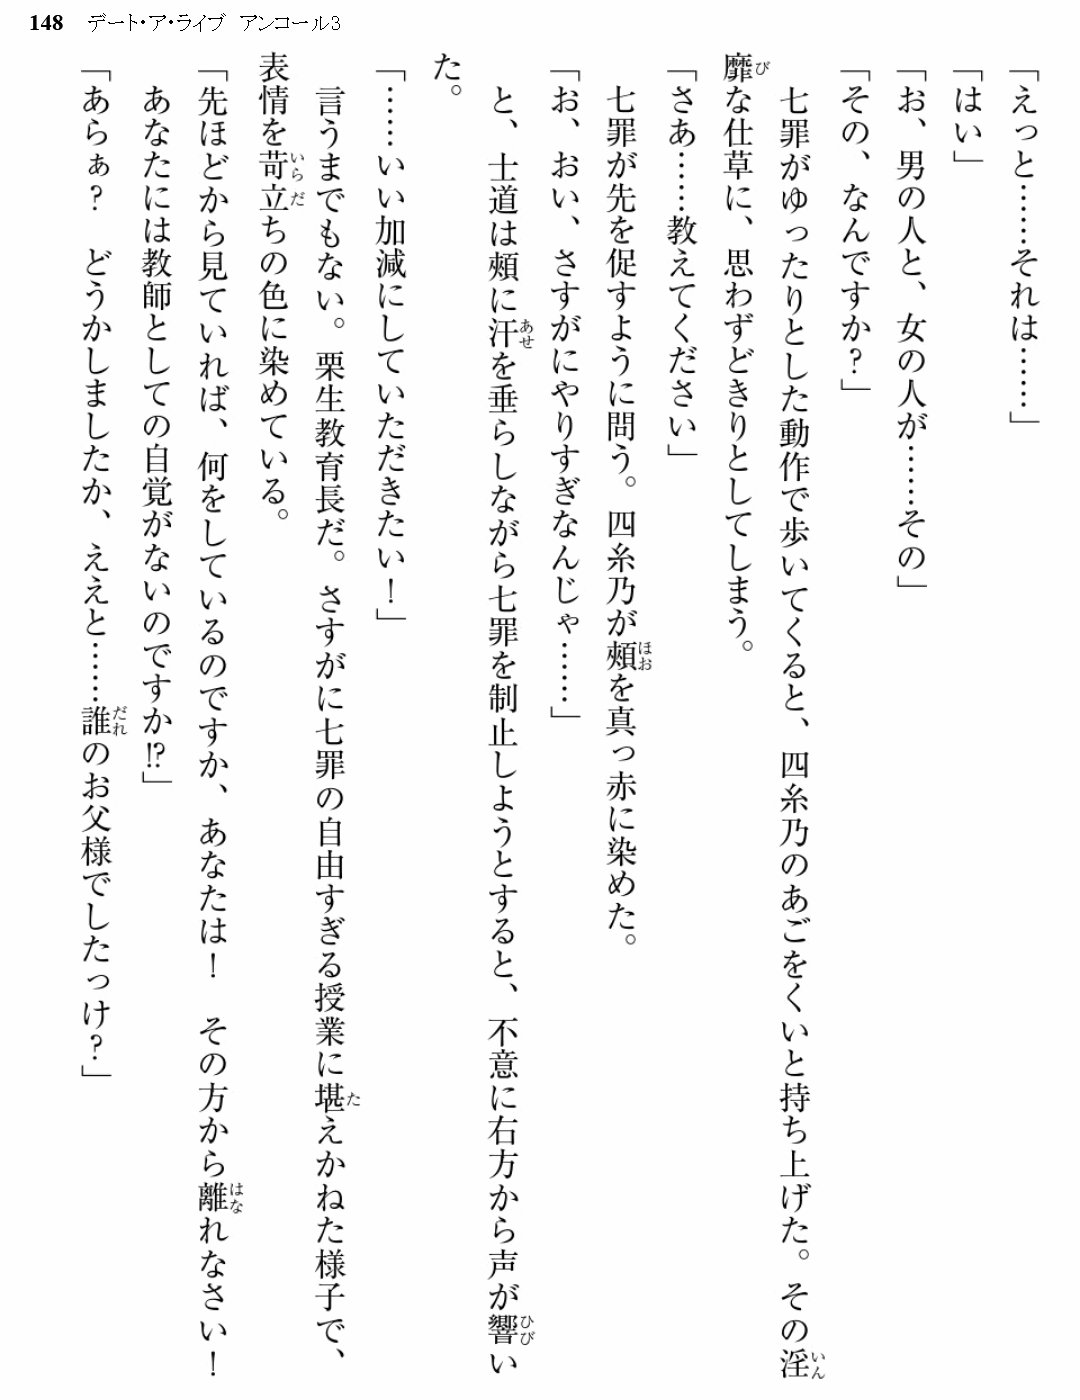 148　デート・ア・ライブ　アンコール3
「えっと……それは……」
「はい」
「お、男の人と、女の人が……その」
「その、なんですか？」
　七罪がゆったりとした動作で歩いてくると、四糸乃のあごをくいと持ち上げた。その淫
靡な仕草に、思わずどきりとしてしまう。
「さあ……教えてください」
　七罪が先を促すように問う。四糸乃が頰を真っ赤に染めた。
「お、おい、さすがにやりすぎなんじゃ……」
　と、士道は頰に汗を垂らしながら七罪を制止しようとすると、不意に右方から声が響い
た。
「……いい加減にしていただきたい！」
　言うまでもない。栗生教育長だ。さすがに七罪の自由すぎる授業に堪えかねた様子で、
表情を苛立ちの色に染めている。
「先ほどから見ていれば、何をしているのですか、あなたは！　その方から離れなさい！
　あなたには教師としての自覚がないのですか⁉」
「あらぁ？　どうかしましたか、ええと……誰のお父様でしたっけ？」